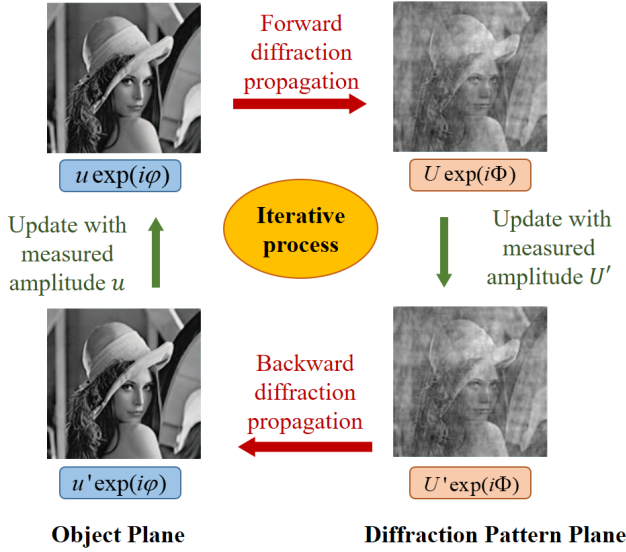 Forward
diffraction
propagation
u exp(iφ)
U exp(iΦ)
Update with
measured
amplitude u
Iterative
process
Update with
measured
amplitude U′
Backward
diffraction
propagation
u' exp(iφ)
U' exp(iΦ)
Object Plane
Diffraction Pattern Plane